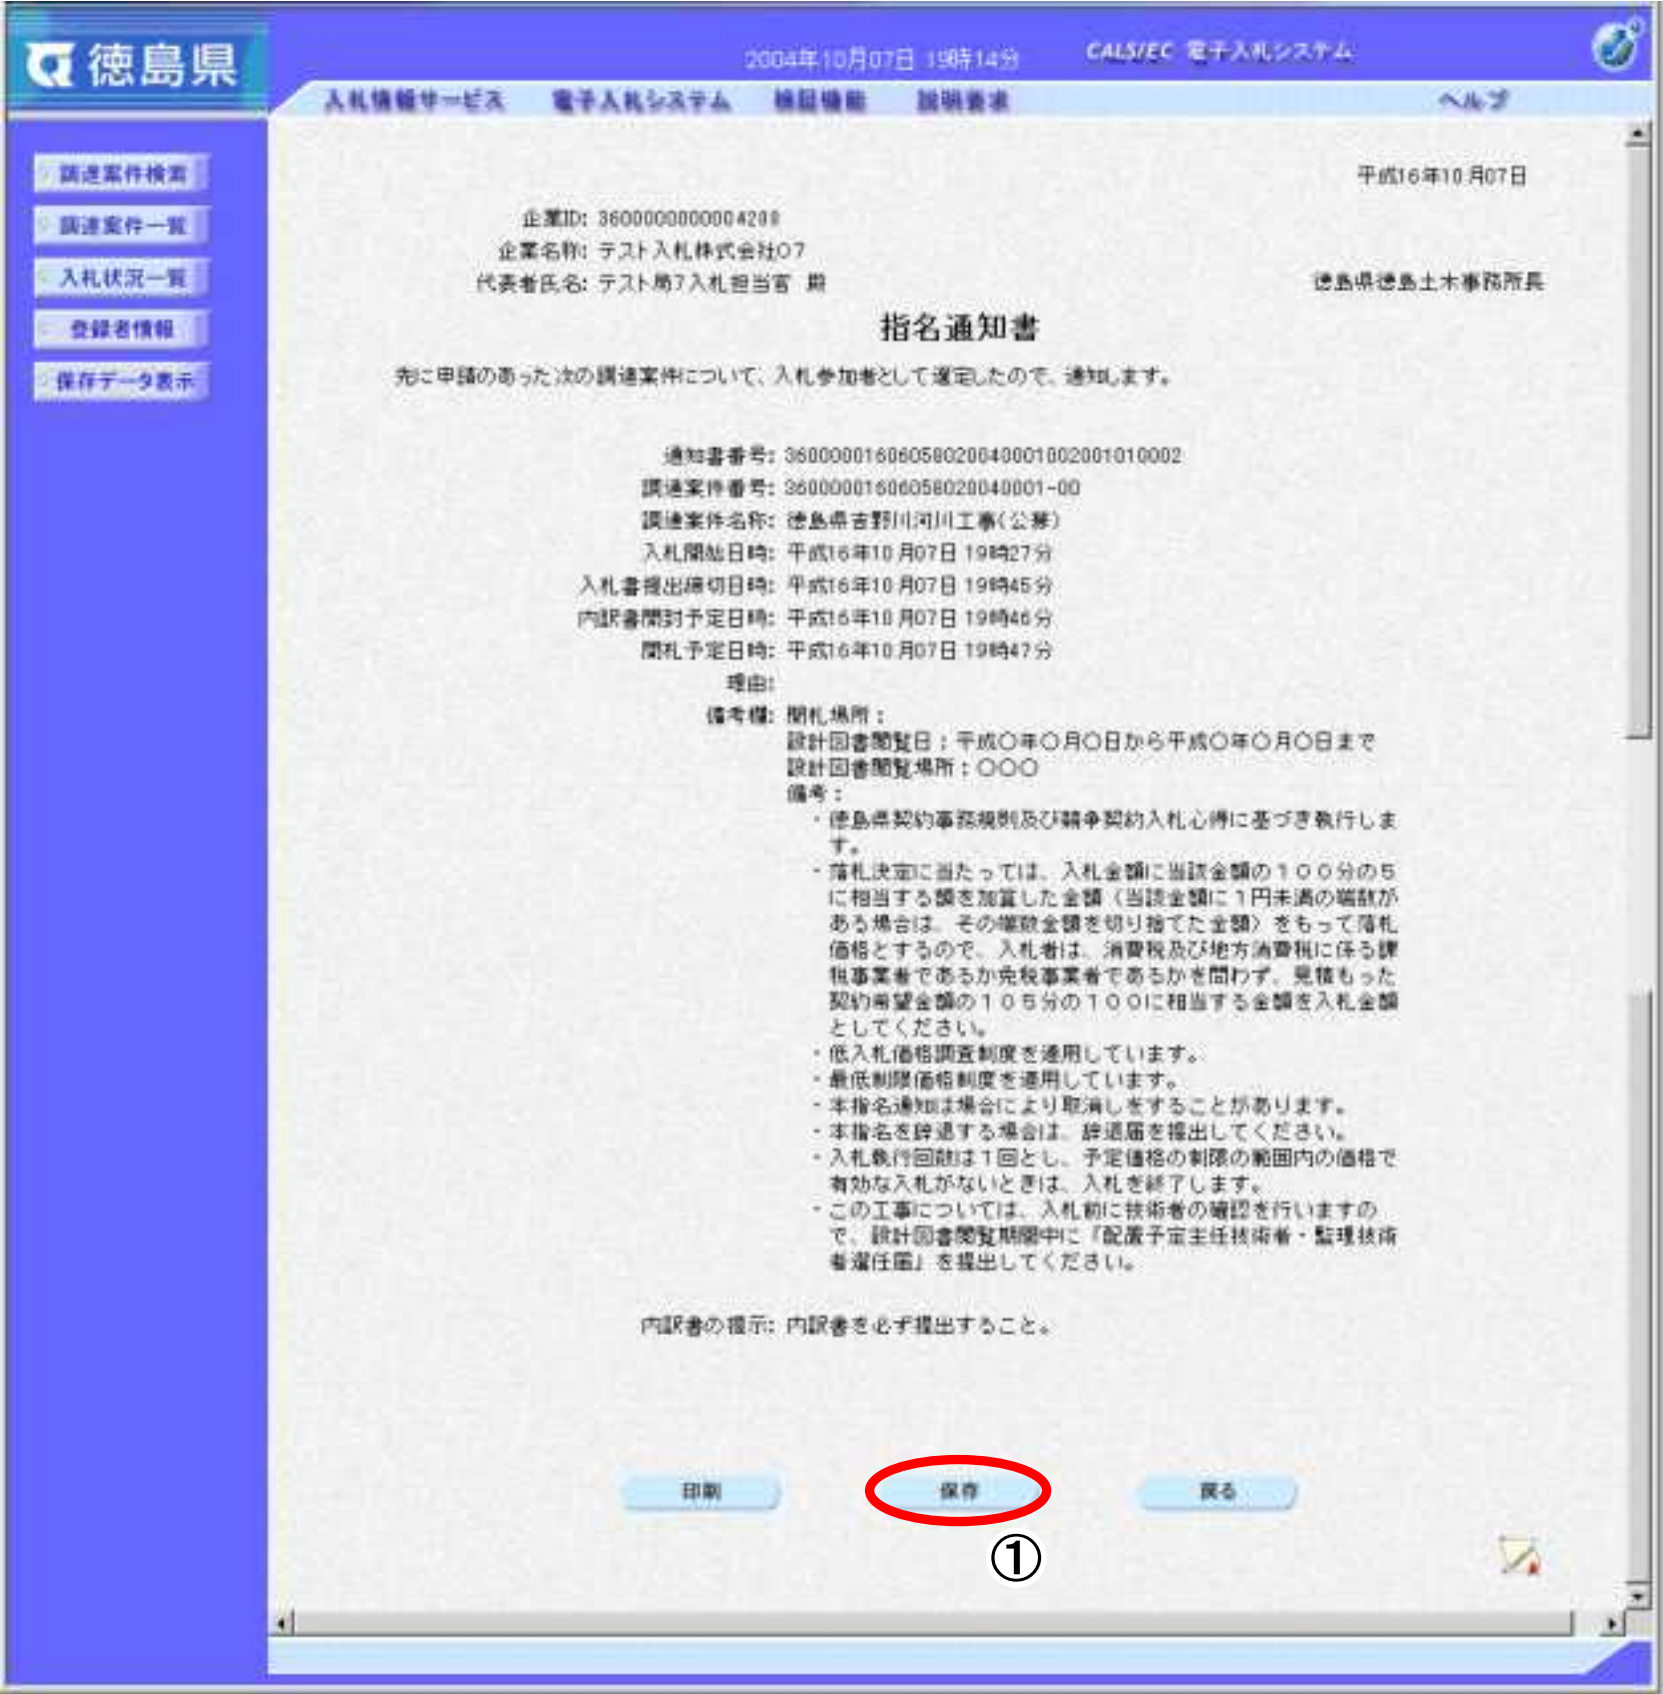 徳島県
2004年10月07日 19時14分
CALS/EC 電子入札システム
入札情報サービス 電子入札システム 検証機能 説明要求 ヘルプ
調達案件検索
調達案件一覧
入札状況一覧
登録者情報
保存データ表示
平成16年10月07日
企業ID:
企業名称: テスト入札株式会社07
代表者氏名: テスト局7入札担当官 殿
徳島県徳島土木事務所長
指名通知書
先に申請のあった次の調達案件について、入札参加者として選定したので、通知します。
通知書番号: 36000001606058020040001002001010002
調達案件番号: 36000001606058020040001-00
調達案件名称: 徳島県吉野川河川工事(公募)
入札開始日時: 平成16年10月07日 19時27分
入札書提出締切日時: 平成16年10月07日 19時45分
内訳書開封予定日時: 平成16年10月07日 19時46分
開札予定日時: 平成16年10月07日 19時47分
理由:
備考欄: 開札場所：
設計図書閲覧日：平成○年○月○日から平成○年○月○日まで
設計図書閲覧場所：○○○
備考：
・徳島県契約事務規則及び競争契約入札心得に基づき執行しま
す。
・落札決定に当たっては、入札金額に当該金額の１００分の５
に相当する額を加算した金額（当該金額に１円未満の端数が
ある場合は、その端数金額を切り捨てた金額）をもって落札
価格とするので、入札者は、消費税及び地方消費税に係る課
税事業者であるか免税事業者であるかを問わず、見積もった
契約希望金額の１０５分の１００に相当する金額を入札金額
としてください。
・低入札価格調査制度を適用しています。
・最低制限価格制度を適用しています。
・本指名通知は場合により取消しをすることがあります。
・本指名を辞退する場合は、辞退届を提出してください。
・入札執行回数は１回とし、予定価格の制限の範囲内の価格で
有効な入札がないときは、入札を終了します。
・この工事については、入札前に技術者の確認を行いますの
で、設計図書閲覧期間中に『配置予定主任技術者・監理技術
者選任届』を提出してください。
内訳書の提示: 内訳書を必ず提出すること。
印刷 保存 戻る
①